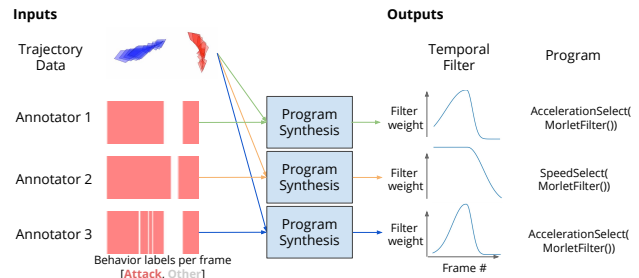 Inputs
Outputs
Trajectory
Data
Temporal
Filter
Program
Annotator 1
Program
Synthesis
Filter
weight
AccelerationSelect(
MorletFilter())
Annotator 2
Program
Synthesis
Filter
weight
SpeedSelect(
MorletFilter())
Annotator 3
Program
Synthesis
Filter
weight
AccelerationSelect(
MorletFilter())
Behavior labels per frame
[Attack, Other]
Frame #